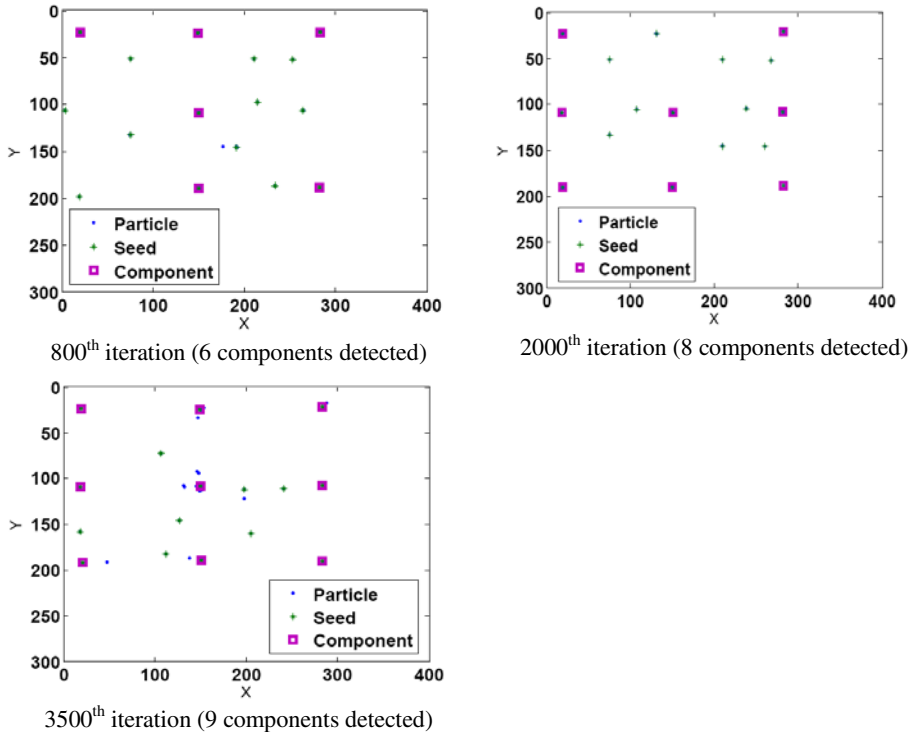 0
50
100
150
200
250
300
Y
Particle
Seed
Component
0 100 200 300 400
X
800th iteration (6 components detected)
0
50
100
150
200
250
300
Y
Particle
Seed
Component
0 100 200 300 400
X
2000th iteration (8 components detected)
0
50
100
150
200
250
300
Y
Particle
Seed
Component
0 100 200 300 400
X
3500th iteration (9 components detected)